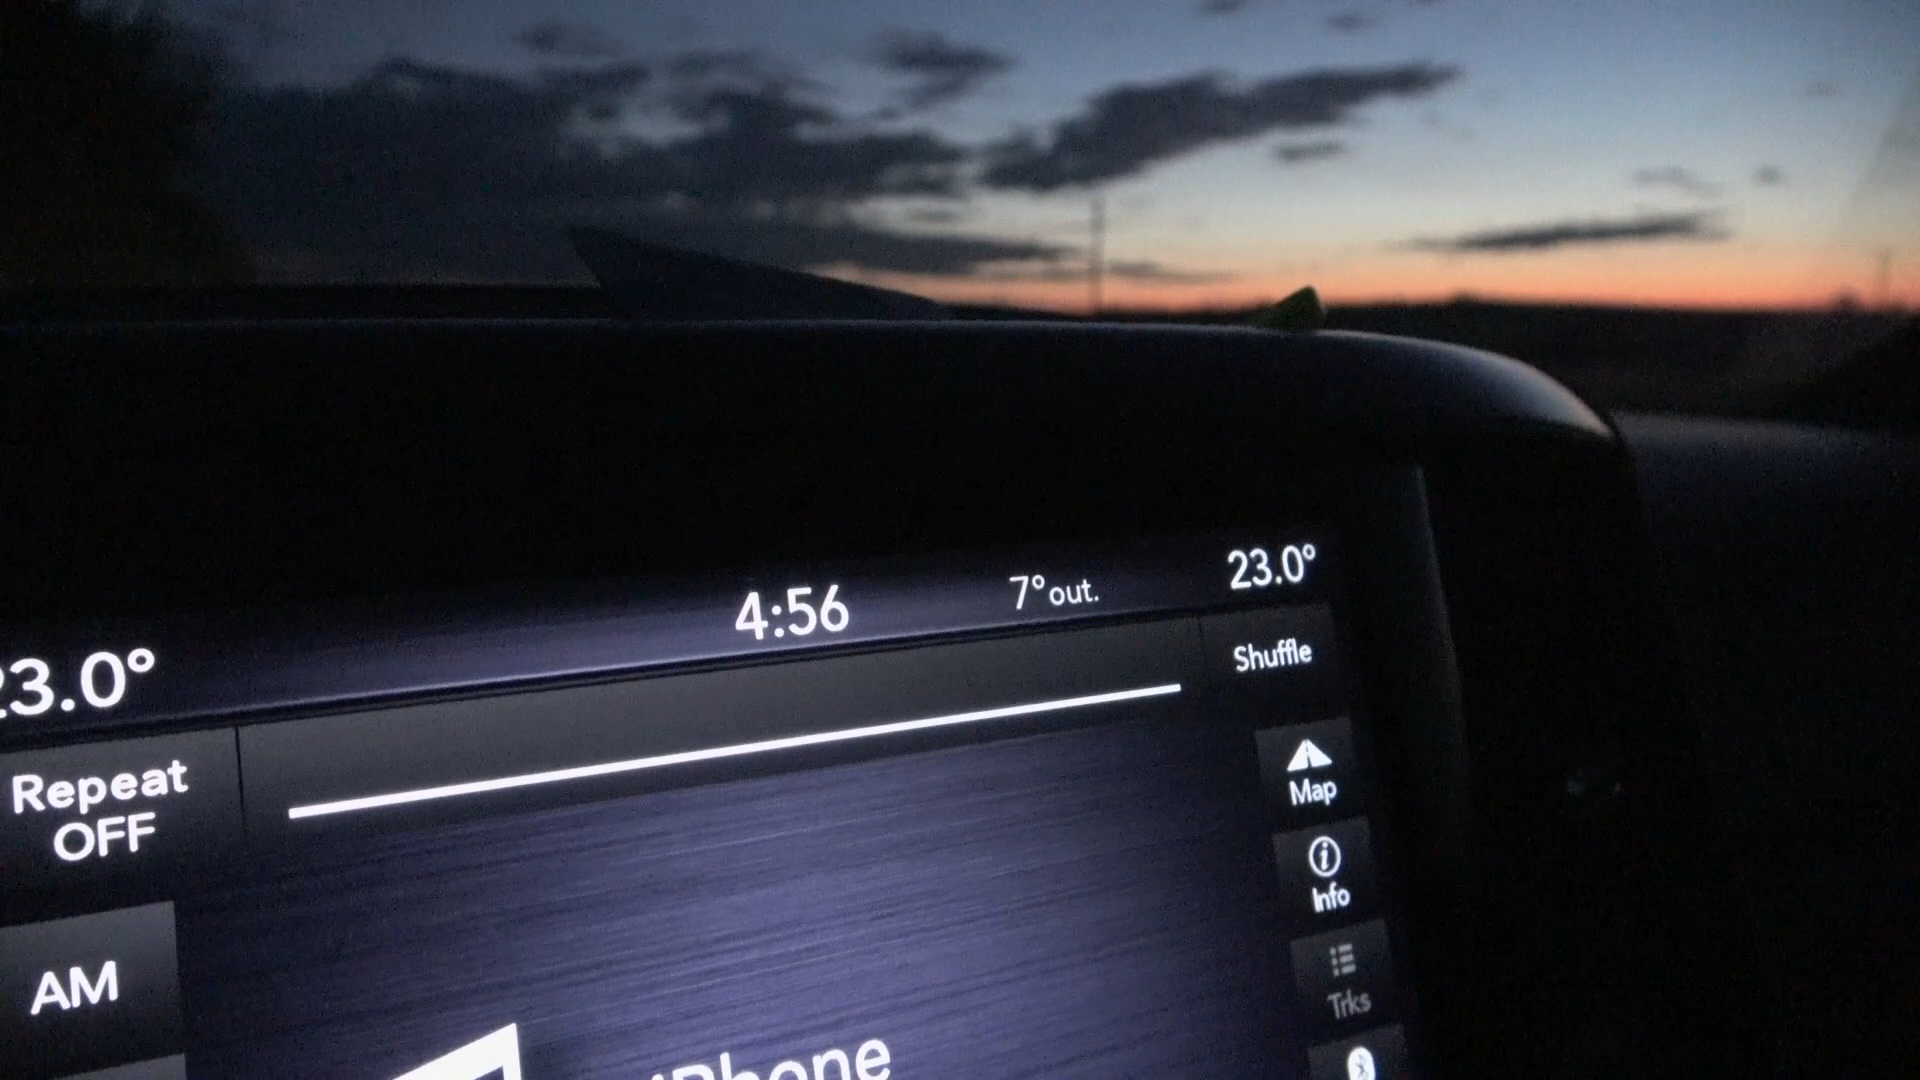 23.0°
4:56
7° out.
23.0°
Repeat
OFF
Shuffle
Map
Info
Trks
AM
iPhone